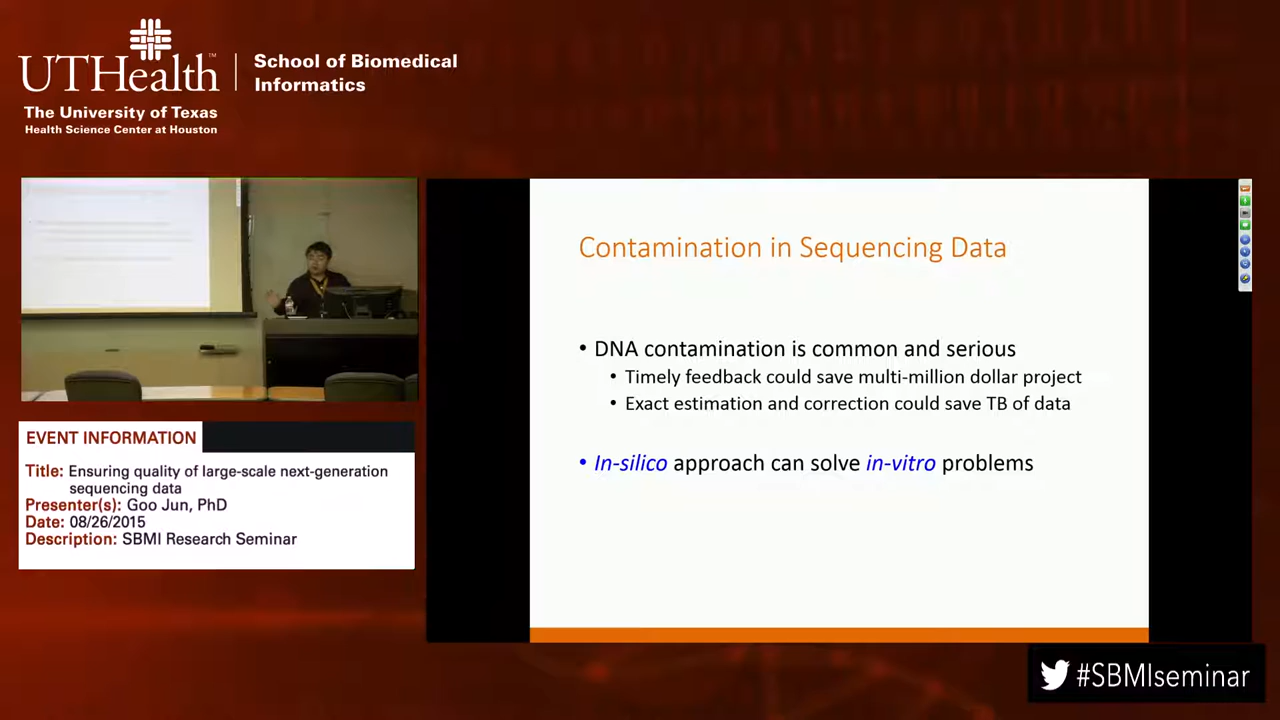 UTHealth™
The University of Texas
Health Science Center at Houston
School of Biomedical
Informatics
Contamination in Sequencing Data
• DNA contamination is common and serious
• Timely feedback could save multi-million dollar project
• Exact estimation and correction could save TB of data
• In-silico approach can solve in-vitro problems
EVENT INFORMATION
Title: Ensuring quality of large-scale next-generation
sequencing data
Presenter(s): Goo Jun, PhD
Date: 08/26/2015
Description: SBMI Research Seminar
#SBMIseminar